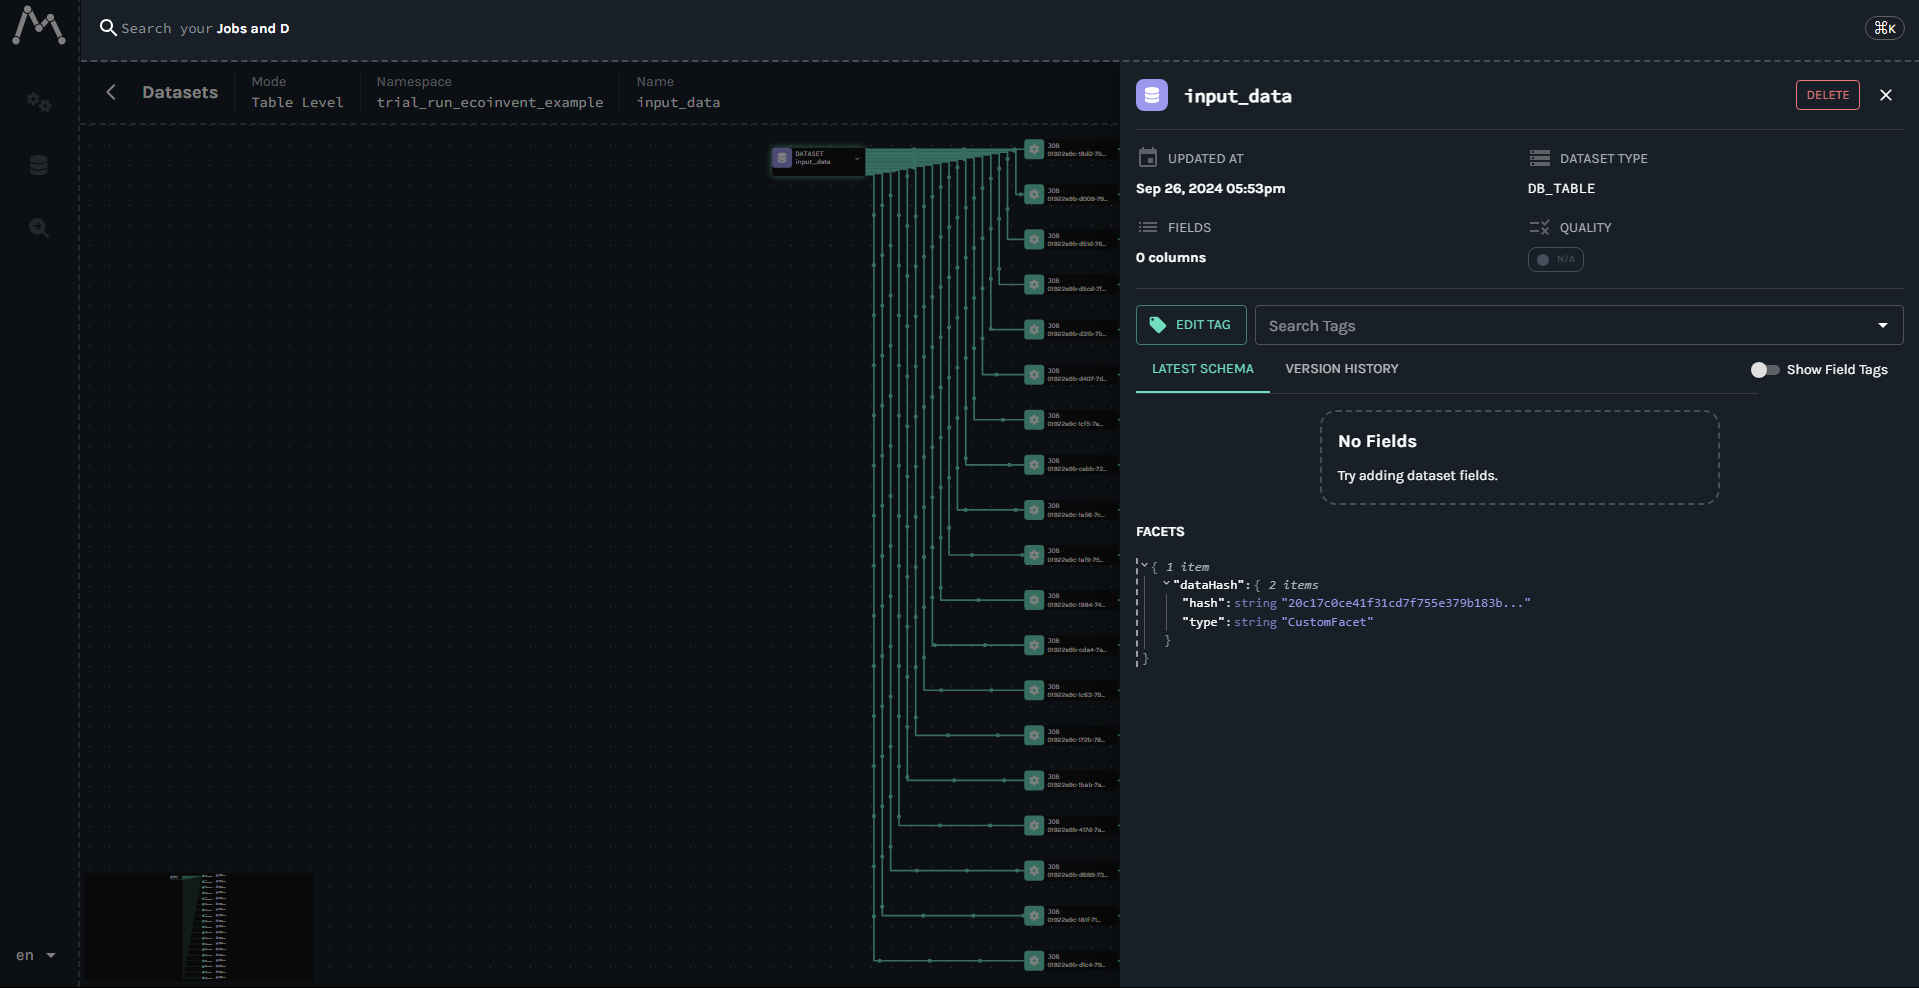 Search your Jobs and D
⌘K
Datasets
Mode
Table Level
Namespace
trial_run_ecoinvent_example
Name
input_data
DATASET
input_data
JOB
01922a9c-18d2-7b...
JOB
01922a9b-d009-79...
JOB
01922a9b-d51d-76...
JOB
01922a9b-d5cd-7f...
JOB
01922a9b-d31b-7b...
JOB
01922a9b-d407-7d...
JOB
01922a9c-1cf5-7a...
JOB
01922a9b-cebb-72...
JOB
01922a9c-1a56-7c...
JOB
01922a9c-1af9-75...
JOB
01922a9c-1984-74...
JOB
01922a9b-cda4-7a...
JOB
01922a9c-1c63-79...
JOB
01922a9c-172b-78...
JOB
01922a9c-1bab-7a...
JOB
01922a9b-417d-7a...
JOB
01922a9b-d689-73...
JOB
01922a9c-181f-71...
JOB
01922a9b-d1c4-79...
en
input_data
DELETE
UPDATED AT
Sep 26, 2024 05:53pm
DATASET TYPE
DB_TABLE
FIELDS
0 columns
QUALITY
N/A
EDIT TAG
Search Tags
LATEST SCHEMA
VERSION HISTORY
Show Field Tags
No Fields
Try adding dataset fields.
FACETS
{ 1 item
"dataHash": { 2 items
"hash": string "20c17c0ce41f31cd7f755e379b183b..."
"type": string "CustomFacet"
}
}